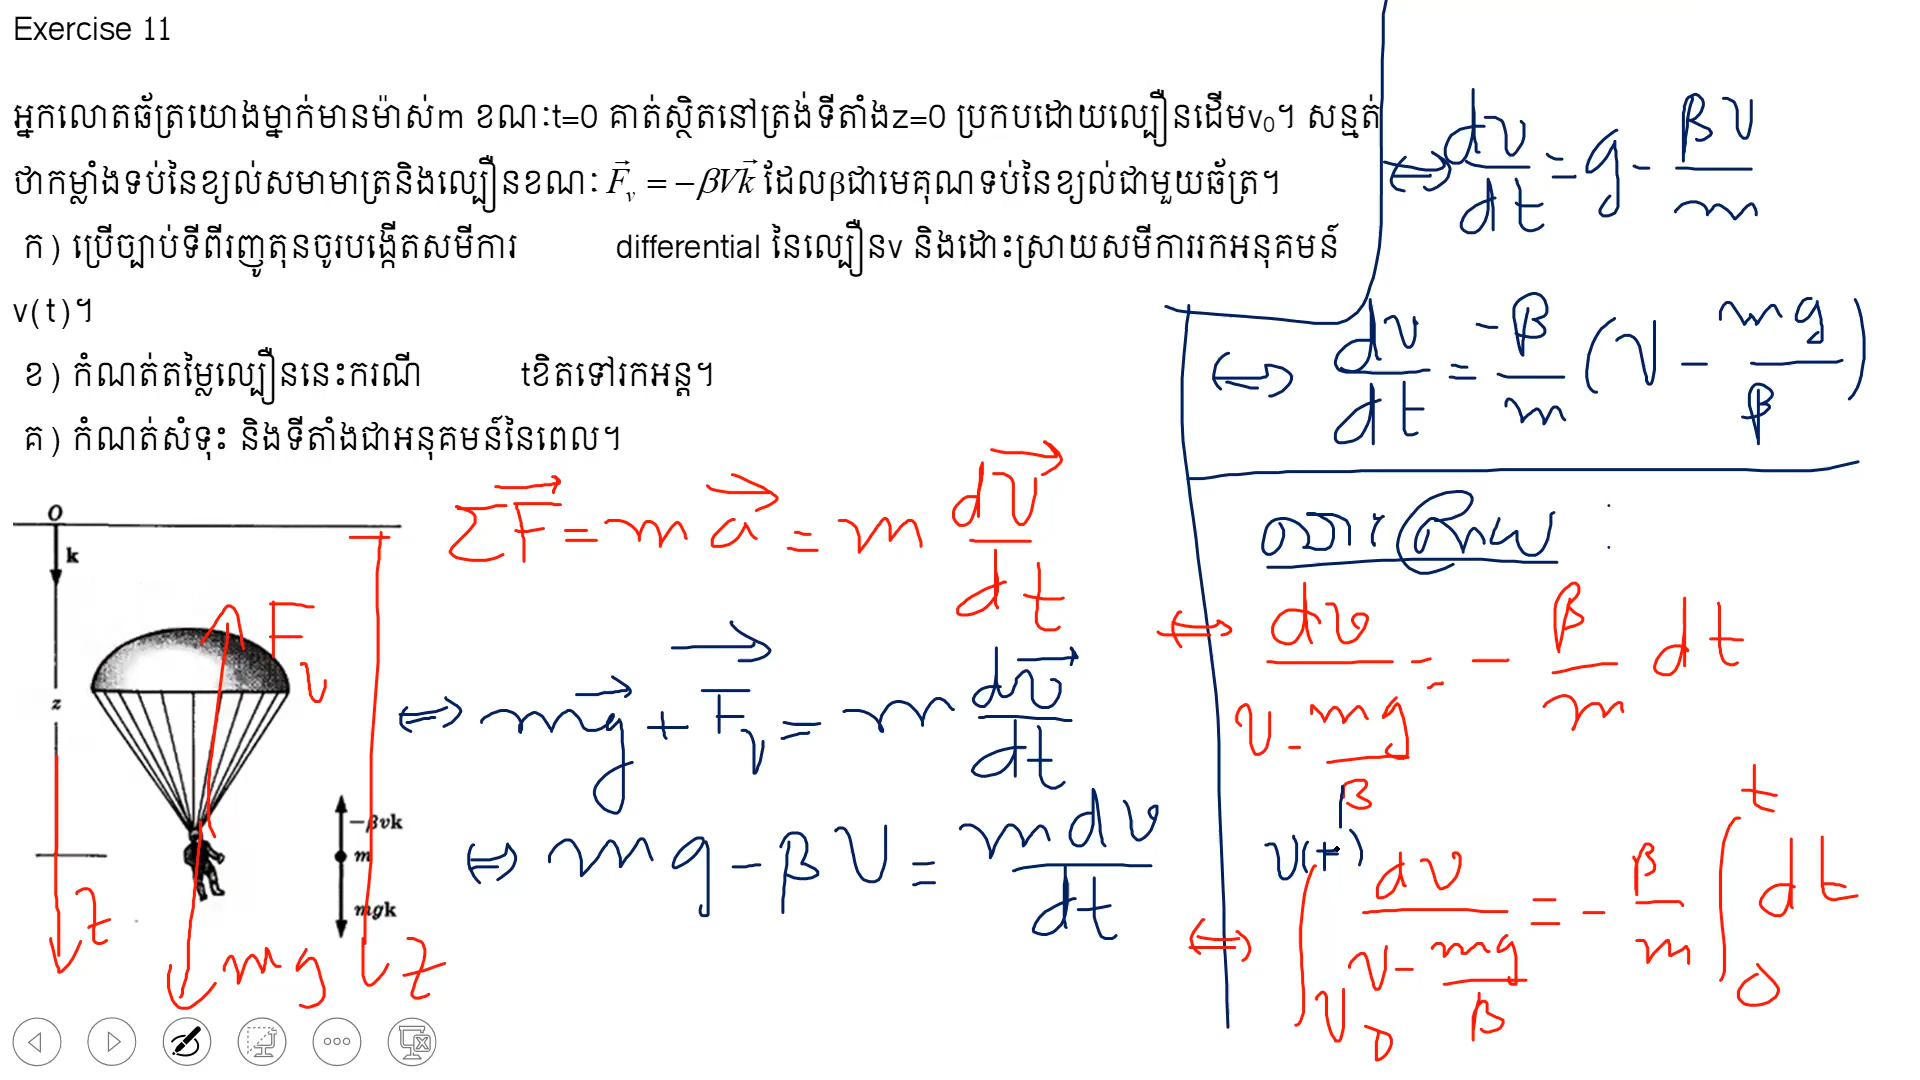 Exercise 11
អ្នកលោតឆ័ត្រយោងម្នាក់មានម៉ាស់m ខណៈt=0 គាត់ស្ថិតនៅត្រង់ទីតាំងz=0 ប្រកបដោយល្បឿនដើមv₀។ សន្មត់
ថាកម្លាំងទប់នៃខ្យល់សមាមាត្រនិងល្បឿនខណៈ F⃗ᵥ = −βVk⃗ ដែលβជាមេគុណទប់នៃខ្យល់ជាមួយឆ័ត្រ។
ក) ប្រើច្បាប់ទីពីរញូតុនចូរបង្កើតសមីការ differential នៃល្បឿនv និងដោះស្រាយសមីការរកអនុគមន៍
v(t)។
ខ) កំណត់តម្លៃល្បឿននេះករណី tខិតទៅរកអនន្ត។
គ) កំណត់សំទុះ និងទីតាំងជាអនុគមន៍នៃពេល។
O
k
z
−βvk
m
mgk
F v
z
mg
z
ΣF⃗ = ma⃗ = m dv⃗/dt
⇔ mg⃗ + F⃗ᵥ = m dv⃗/dt
⇔ mg − βv = m dv/dt
⇔ dv/dt = g − βv/m
⇔ dv/dt = −β/m (v − mg/β)
ដោះស្រាយ :
⇔ dv/(v − mg/β) = − β/m dt
⇔ ∫_{v₀}^{v(t)} dv/(v − mg/β) = − β/m ∫_0^t dt